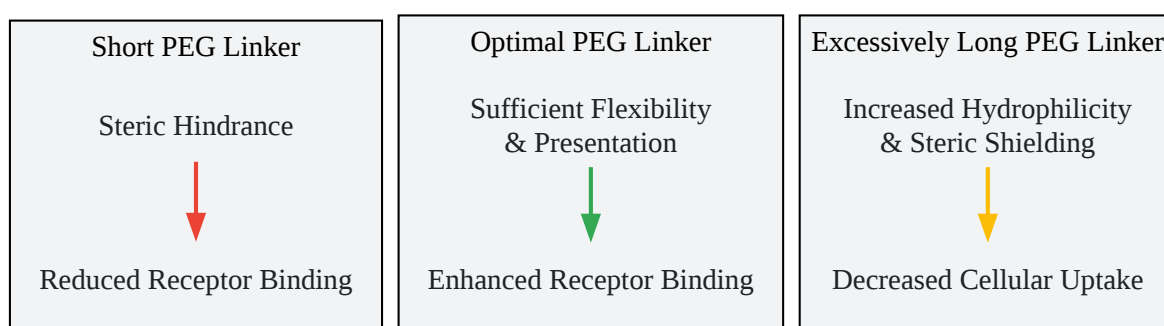 Short PEG Linker
Steric Hindrance
Reduced Receptor Binding
Optimal PEG Linker
Sufficient Flexibility
& Presentation
Enhanced Receptor Binding
Excessively Long PEG Linker
Increased Hydrophilicity
& Steric Shielding
Decreased Cellular Uptake